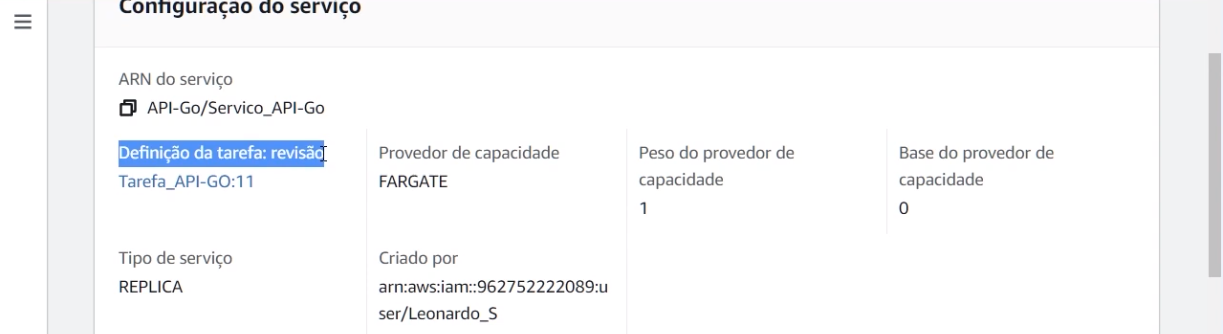 Configuração do serviço
ARN do serviço
API-Go/Servico_API-Go
Definição da tarefa: revisão
Tarefa_API-GO:11
Provedor de capacidade
FARGATE
Peso do provedor de
capacidade
1
Base do provedor de
capacidade
0
Tipo de serviço
REPLICA
Criado por
arn:aws:iam::962752222089:u
ser/Leonardo_S